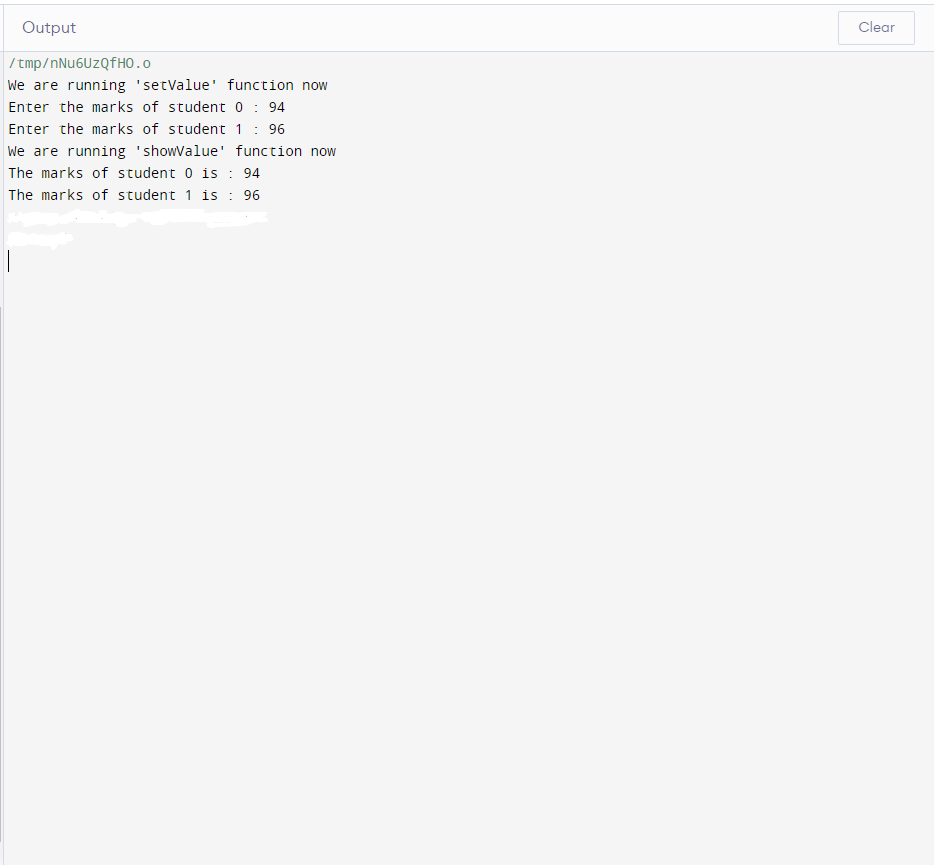 Output
Clear
/tmp/nNu6UzQfHO.o
We are running 'setValue' function now
Enter the marks of student 0 : 94
Enter the marks of student 1 : 96
We are running 'showValue' function now
The marks of student 0 is : 94
The marks of student 1 is : 96